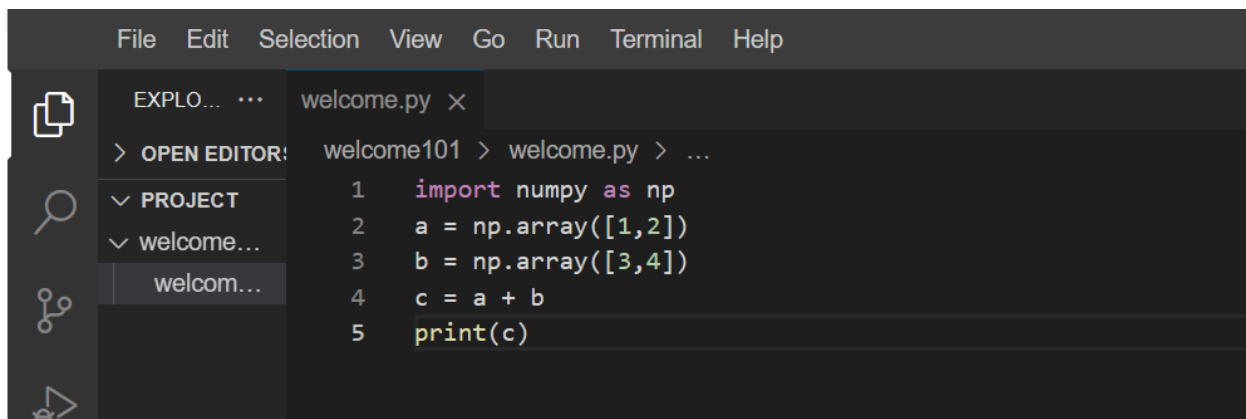 File Edit Selection View Go Run Terminal Help
EXPLO... ···
OPEN EDITORS
PROJECT
welcome...
welcom...
welcome.py ×
welcome101 > welcome.py > ...
1 import numpy as np
2 a = np.array([1,2])
3 b = np.array([3,4])
4 c = a + b
5 print(c)